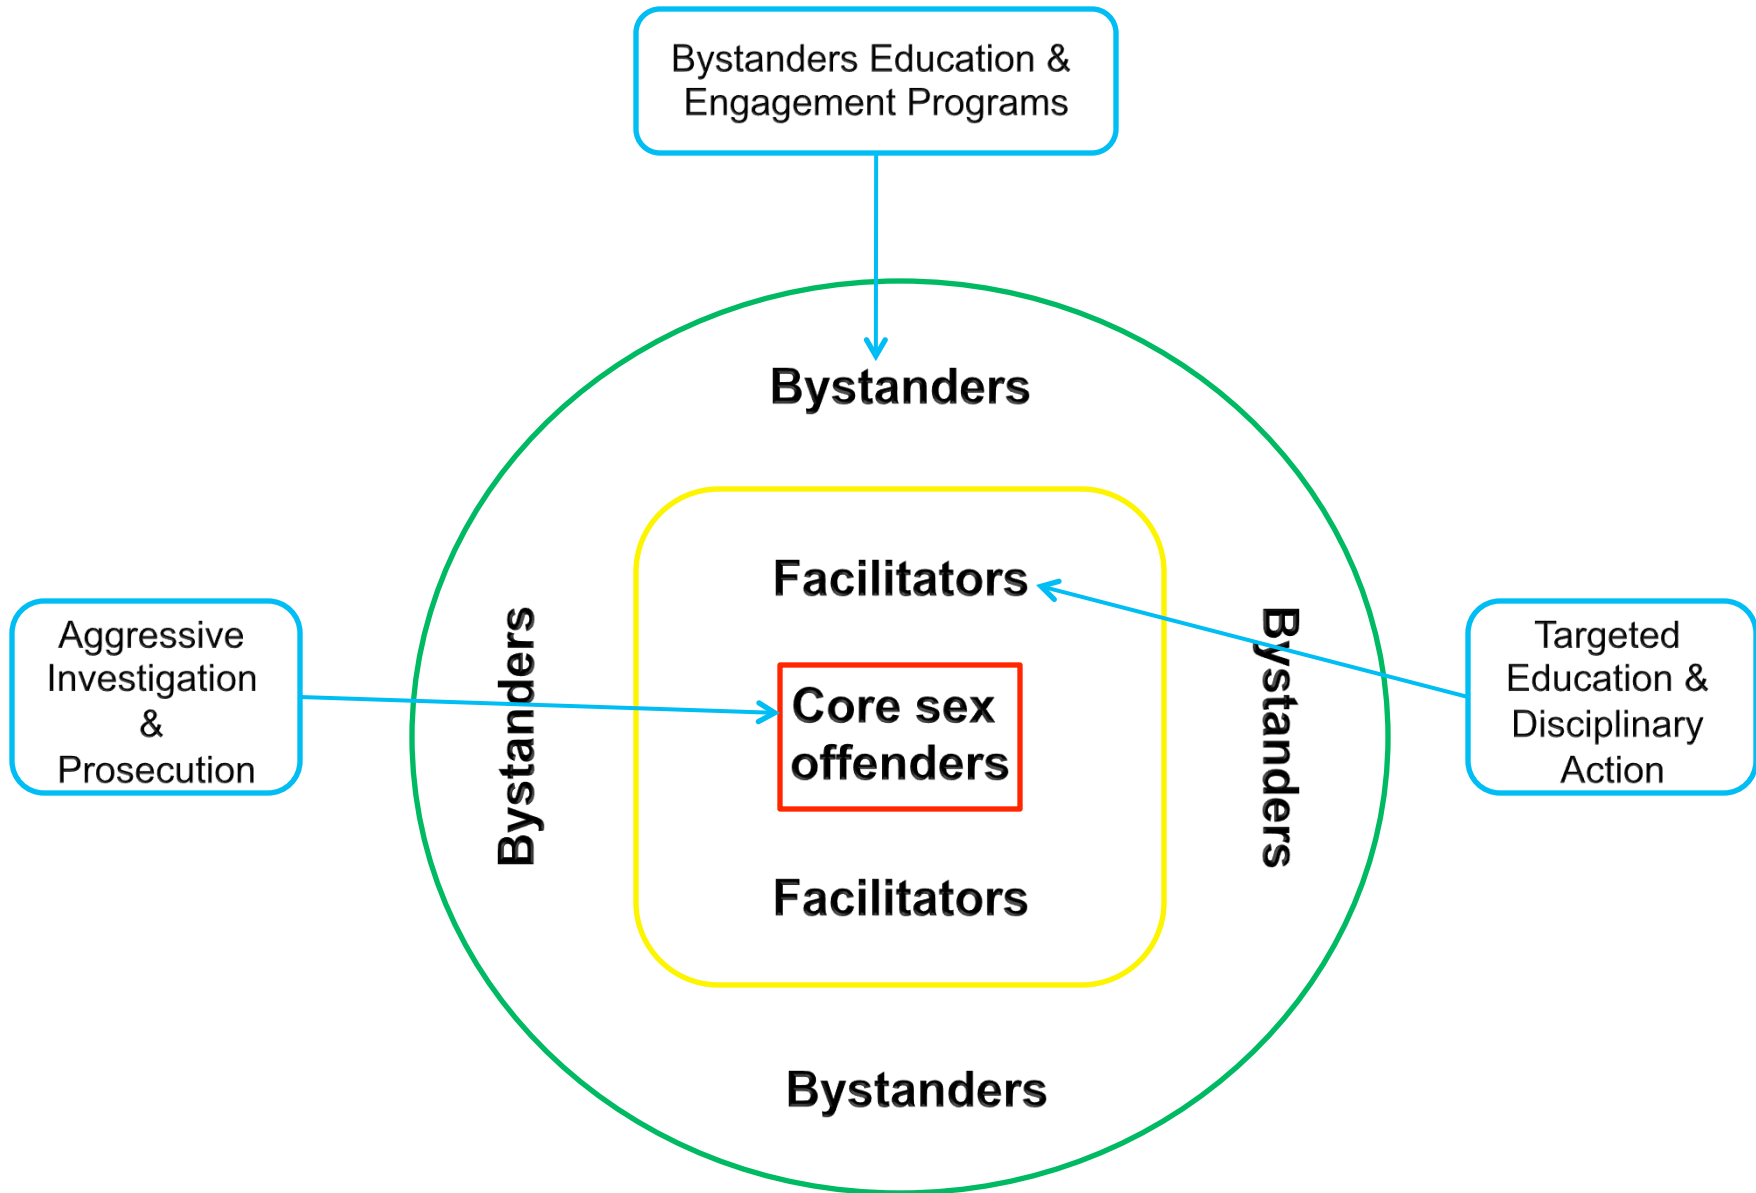 Bystanders Education &
Engagement Programs
Bystanders
Facilitators
Aggressive
Investigation
&
Prosecution
Bystanders
Core sex
offenders
Bystanders
Targeted
Education &
Disciplinary
Action
Facilitators
Bystanders